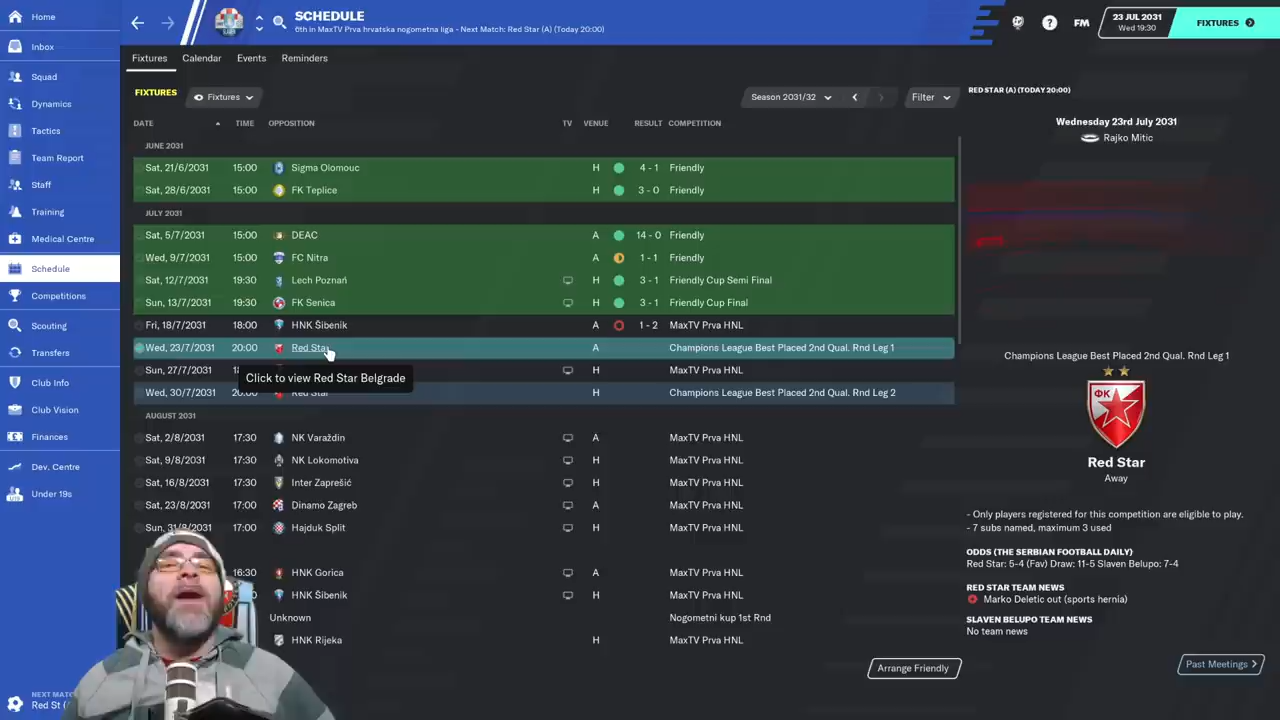 Home
SCHEDULE
6th in MaxTV Prva hrvatska nogometna liga - Next Match: Red Star (A) (Today 20:00)
FM
23 JUL 2031
Wed 19:30
FIXTURES
Inbox
Squad
Dynamics
Tactics
Team Report
Staff
Training
Medical Centre
Schedule
Competitions
Scouting
Transfers
Club Info
Club Vision
Finances
Dev. Centre
Under 19s
NEXT MATC
Red St (
Fixtures Calendar Events Reminders
FIXTURES Fixtures Season 2031/32 Filter
DATE TIME OPPOSITION TV VENUE RESULT COMPETITION
JUNE 2031
Sat, 21/6/2031 15:00 Sigma Olomouc H 4 - 1 Friendly
Sat, 28/6/2031 15:00 FK Teplice H 3 - 0 Friendly
JULY 2031
Sat, 5/7/2031 15:00 DEAC A 14 - 0 Friendly
Wed, 9/7/2031 15:00 FC Nitra A 1 - 1 Friendly
Sat, 12/7/2031 19:30 Lech Poznań H 3 - 1 Friendly Cup Semi Final
Sun, 13/7/2031 19:30 FK Senica H 3 - 1 Friendly Cup Final
Fri, 18/7/2031 18:00 HNK Šibenik A 1 - 2 MaxTV Prva HNL
Wed, 23/7/2031 20:00 Red Star A Champions League Best Placed 2nd Qual. Rnd Leg 1
Sun, 27/7/2031 H MaxTV Prva HNL
Click to view Red Star Belgrade
Wed, 30/7/2031 20:00 Red Star H Champions League Best Placed 2nd Qual. Rnd Leg 2
AUGUST 2031
Sat, 2/8/2031 17:30 NK Varaždin A MaxTV Prva HNL
Sat, 9/8/2031 17:30 NK Lokomotiva H MaxTV Prva HNL
Sat, 16/8/2031 17:30 Inter Zaprešić H MaxTV Prva HNL
Sat, 23/8/2031 17:00 Dinamo Zagreb A MaxTV Prva HNL
Sun, 31/8/2031 17:00 Hajduk Split H MaxTV Prva HNL
16:30 HNK Gorica A MaxTV Prva HNL
HNK Šibenik H MaxTV Prva HNL
Unknown Nogometni kup 1st Rnd
HNK Rijeka H MaxTV Prva HNL
Arrange Friendly
RED STAR (A) (TODAY 20:00)
Wednesday 23rd July 2031
Rajko Mitic
Champions League Best Placed 2nd Qual. Rnd Leg 1
ФК
Red Star
Away
- Only players registered for this competition are eligible to play.
- 7 subs named, maximum 3 used
ODDS (THE SERBIAN FOOTBALL DAILY)
Red Star: 5-4 (Fav) Draw: 11-5 Slaven Belupo: 7-4
RED STAR TEAM NEWS
Marko Deletic out (sports hernia)
SLAVEN BELUPO TEAM NEWS
No team news
Past Meetings